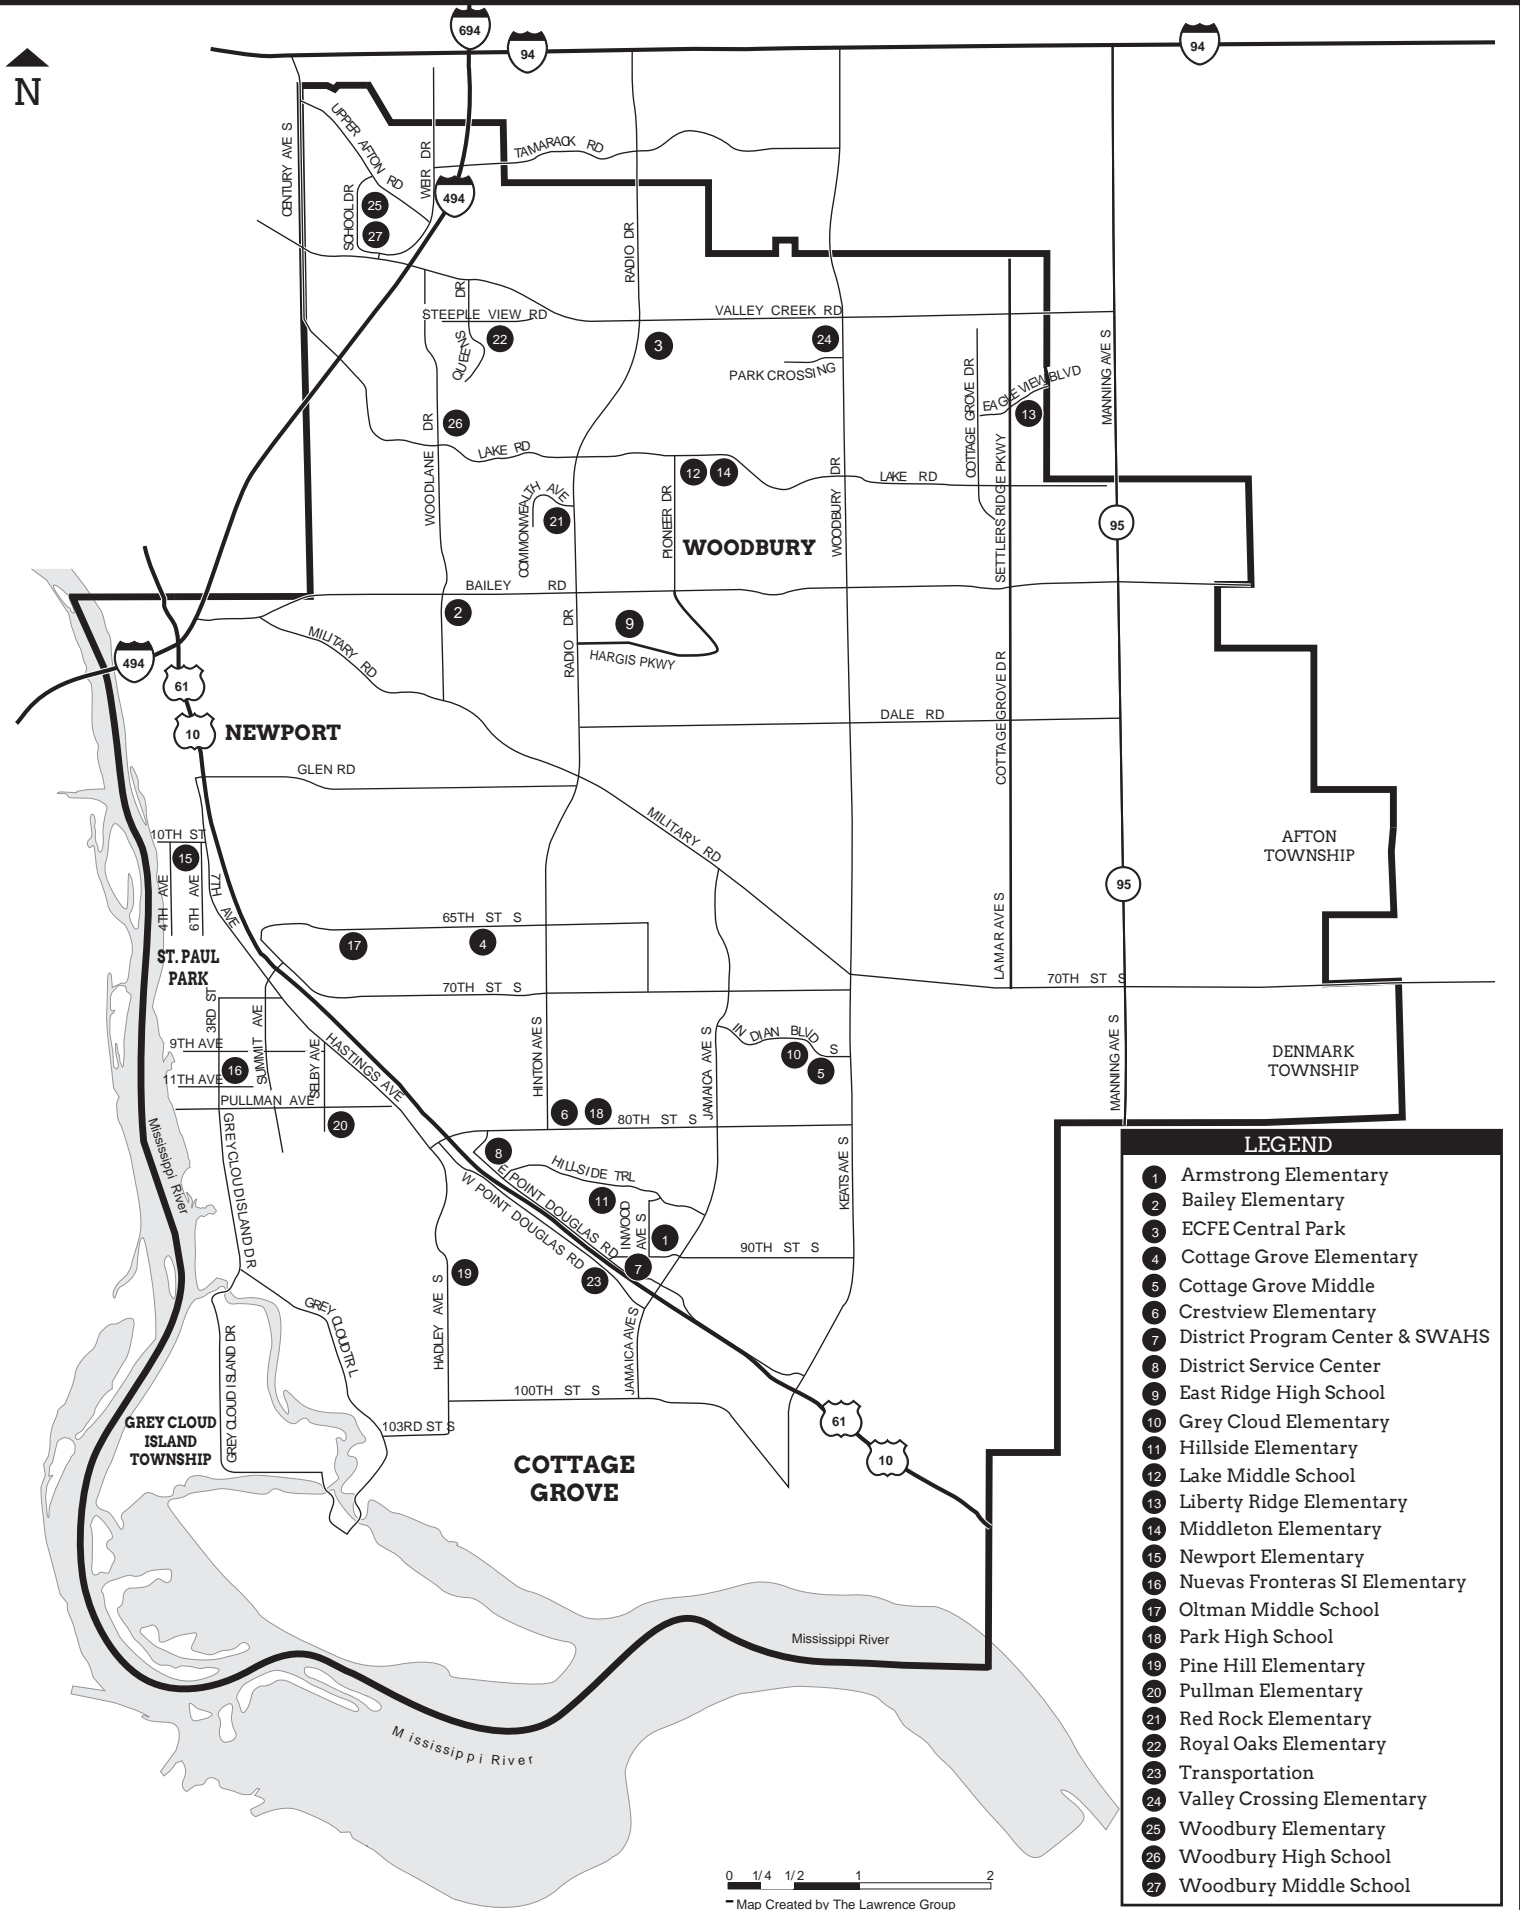 694
94
94
N
CENTURY AVE S
UPPER AFTON RD
WEIR DR
TAMARACK RD
494
SCHOOL DR
25
27
RADIO DR
STEEPLE VIEW RD
QUEENS DR
22
VALLEY CREEK RD
3
24
PARK CROSSING
COTTAGE GROVE DR
EAGLE VIEW BLVD
13
MANNING AVE S
26
WOODLANE DR
LAKE RD
12
14
LAKE RD
COMMONWEALTH AVE
21
PIONEER DR
WOODBURY
WOODBURY DR
SETTLERS RIDGE PKWY
95
BAILEY RD
2
9
RADIO DR
HARGIS PKWY
MILITARY RD
494
61
10
NEWPORT
COTTAGE GROVE DR
DALE RD
GLEN RD
MILITARY RD
10TH ST
15
4TH AVE
6TH AVE
7TH AVE
AFTON
TOWNSHIP
95
65TH ST S
17
4
ST. PAUL
PARK
LAMAR AVE S
70TH ST S
70TH ST S
3RD ST
SUMMIT AVE
9TH AVE
16
11TH AVE
SELBY AVE
HASTINGS AVE
PULLMAN AVE
20
HINTON AVE S
JAMAICA AVE S
INDIAN BLVD S
10
5
MANNING AVE S
DENMARK
TOWNSHIP
6
18
80TH ST S
Mississippi River
GREY CLOUD ISLAND DR
8
E POINT DOUGLAS RD
W POINT DOUGLAS RD
HILLSIDE TRL
11
INWOOD AVE S
1
KEATS AVE S
90TH ST S
7
23
19
HADLEY AVE S
GREY CLOUD TRL
GREY CLOUD ISLAND DR
JAMAICA AVE S
100TH ST S
103RD ST S
61
10
GREY CLOUD
ISLAND
TOWNSHIP
COTTAGE
GROVE
Mississippi River
Mississippi River
LEGEND
1 Armstrong Elementary
2 Bailey Elementary
3 ECFE Central Park
4 Cottage Grove Elementary
5 Cottage Grove Middle
6 Crestview Elementary
7 District Program Center & SWAHS
8 District Service Center
9 East Ridge High School
10 Grey Cloud Elementary
11 Hillside Elementary
12 Lake Middle School
13 Liberty Ridge Elementary
14 Middleton Elementary
15 Newport Elementary
16 Nuevas Fronteras SI Elementary
17 Oltman Middle School
18 Park High School
19 Pine Hill Elementary
20 Pullman Elementary
21 Red Rock Elementary
22 Royal Oaks Elementary
23 Transportation
24 Valley Crossing Elementary
25 Woodbury Elementary
26 Woodbury High School
27 Woodbury Middle School
0 1/4 1/2 1 2
Map Created by The Lawrence Group